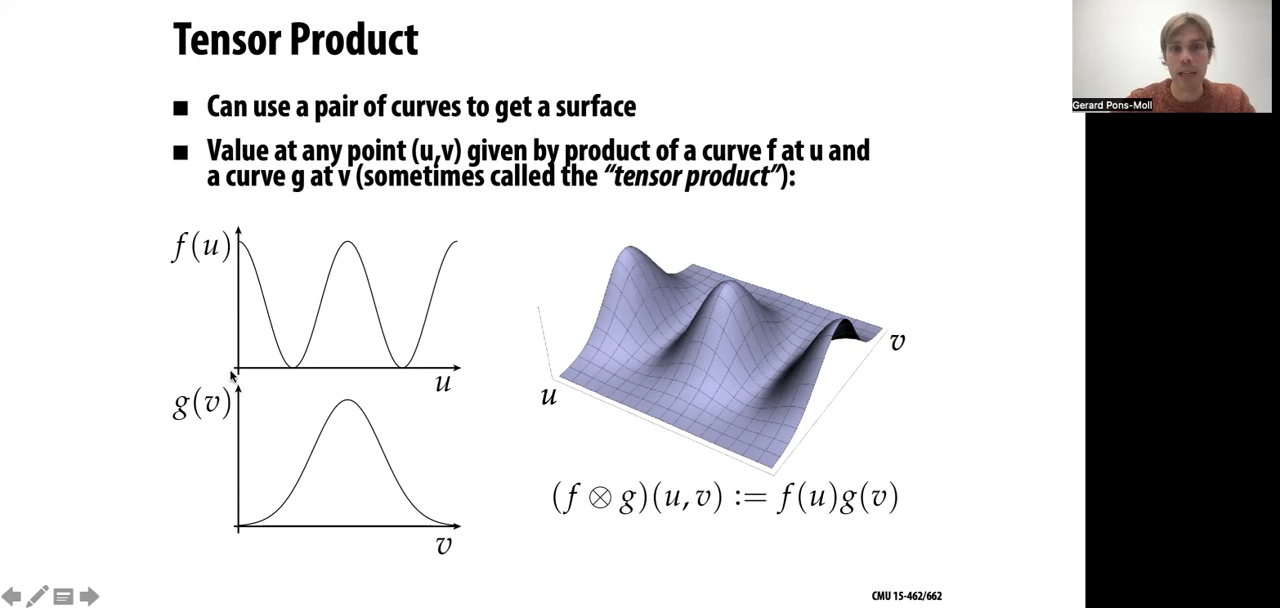 Tensor Product
■ Can use a pair of curves to get a surface
■ Value at any point (u,v) given by product of a curve f at u and
a curve g at v (sometimes called the “tensor product”):
f(u)
u
g(v)
v
u
v
(f ⊗ g)(u, v) := f(u)g(v)
CMU 15-462/662
Gerard Pons-Moll